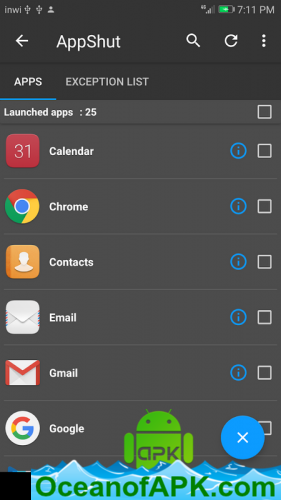 inwi 7:11 PM
AppShut
APPS EXCEPTION LIST
Launched apps : 25
31 Calendar
Chrome
Contacts
Email
Gmail
Google
APK
OceanofAPK.com